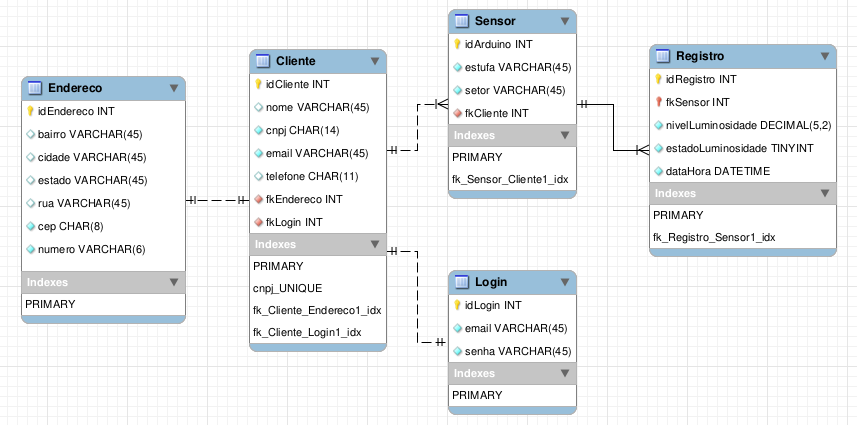 Endereco
idEndereco INT
bairro VARCHAR(45)
cidade VARCHAR(45)
estado VARCHAR(45)
rua VARCHAR(45)
cep CHAR(8)
numero VARCHAR(6)
Indexes
PRIMARY
Cliente
idCliente INT
nome VARCHAR(45)
cnpj CHAR(14)
email VARCHAR(45)
telefone CHAR(11)
fkEndereco INT
fkLogin INT
Indexes
PRIMARY
cnpj_UNIQUE
fk_Cliente_Endereco1_idx
fk_Cliente_Login1_idx
Sensor
idArduino INT
estufa VARCHAR(45)
setor VARCHAR(45)
fkCliente INT
Indexes
PRIMARY
fk_Sensor_Cliente1_idx
Login
idLogin INT
email VARCHAR(45)
senha VARCHAR(45)
Indexes
PRIMARY
Registro
idRegistro INT
fkSensor INT
nivelLuminosidade DECIMAL(5,2)
estadoLuminosidade TINYINT
dataHora DATETIME
Indexes
PRIMARY
fk_Registro_Sensor1_idx